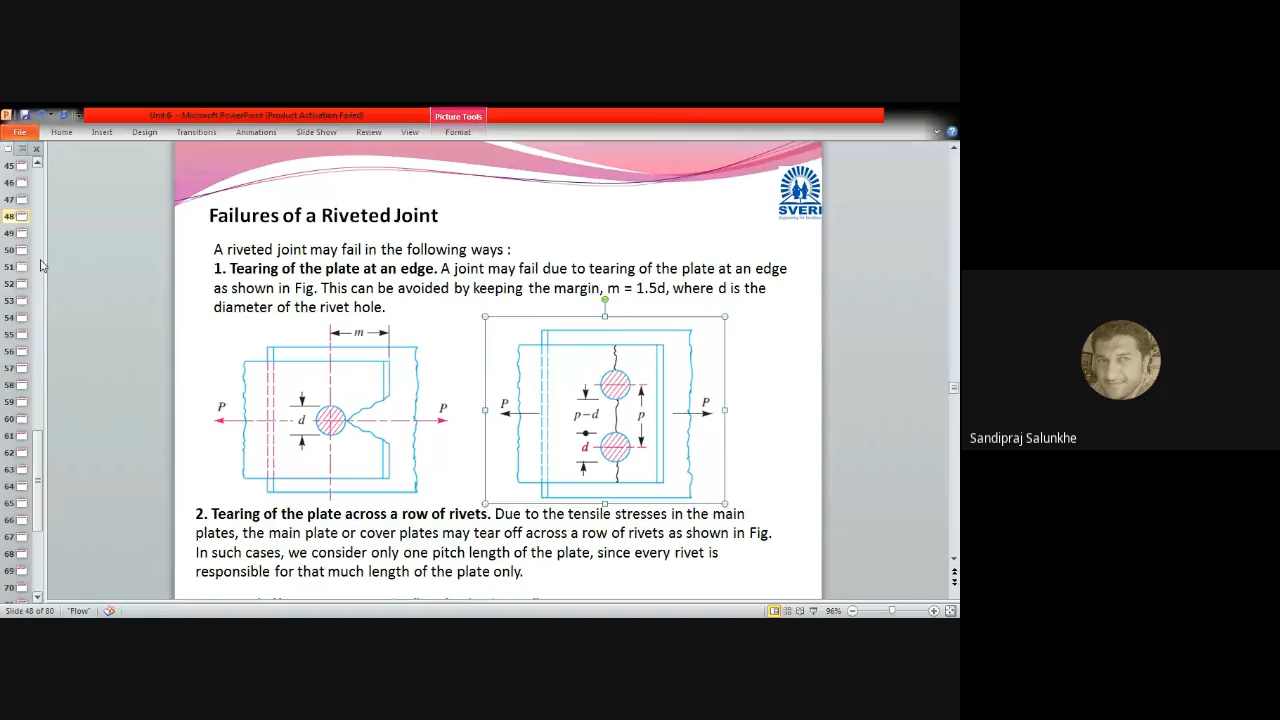 Unit 6 - Microsoft PowerPoint (Product Activation Failed)
Picture Tools
File Home Insert Design Transitions Animations Slide Show Review View Format
45
46
47
48
49
50
51
52
53
54
55
56
57
58
59
60
61
62
63
64
65
66
67
68
69
70
SVERI
Failures of a Riveted Joint
A riveted joint may fail in the following ways :
1. Tearing of the plate at an edge. A joint may fail due to tearing of the plate at an edge
as shown in Fig. This can be avoided by keeping the margin, m = 1.5d, where d is the
diameter of the rivet hole.
m
P
d
P
P
p–d
d
p
P
2. Tearing of the plate across a row of rivets. Due to the tensile stresses in the main
plates, the main plate or cover plates may tear off across a row of rivets as shown in Fig.
In such cases, we consider only one pitch length of the plate, since every rivet is
responsible for that much length of the plate only.
Slide 48 of 80 "Flow" 96%
Sandipraj Salunkhe